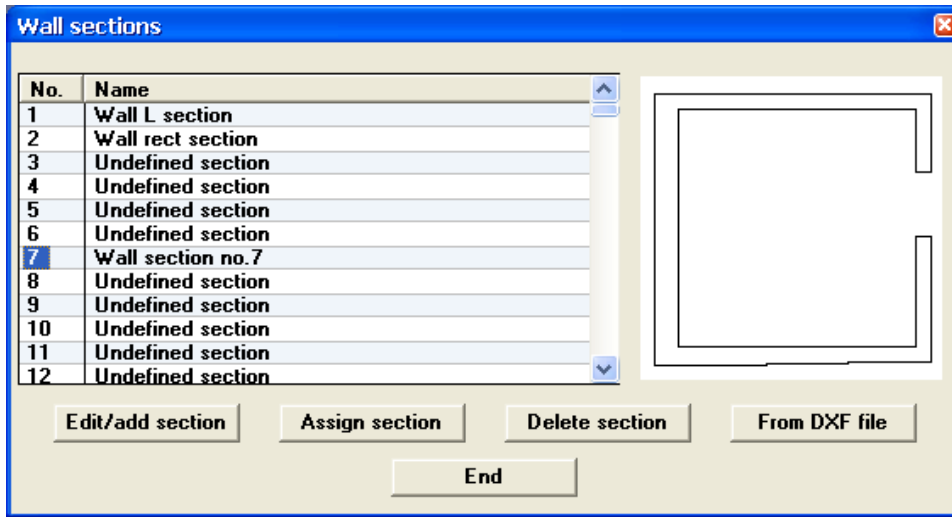 Wall sections
No. Name
1 Wall L section
2 Wall rect section
3 Undefined section
4 Undefined section
5 Undefined section
6 Undefined section
7 Wall section no.7
8 Undefined section
9 Undefined section
10 Undefined section
11 Undefined section
12 Undefined section
Edit/add section Assign section Delete section From DXF file
End